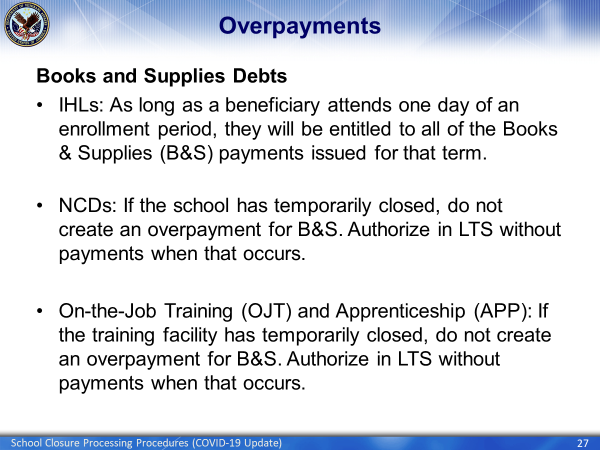 Overpayments
Books and Supplies Debts
• IHLs: As long as a beneficiary attends one day of an
enrollment period, they will be entitled to all of the Books
& Supplies (B&S) payments issued for that term.
• NCDs: If the school has temporarily closed, do not
create an overpayment for B&S. Authorize in LTS without
payments when that occurs.
• On-the-Job Training (OJT) and Apprenticeship (APP): If
the training facility has temporarily closed, do not create
an overpayment for B&S. Authorize in LTS without
payments when that occurs.
School Closure Processing Procedures (COVID-19 Update)
27